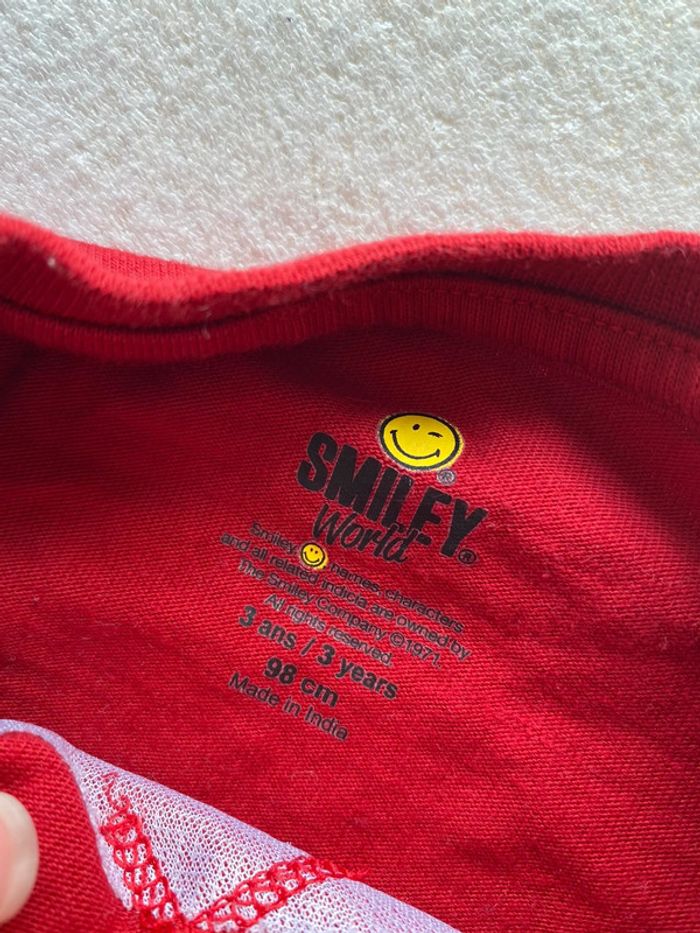 ®
SMILEY
World®
Smiley names, characters
and all related indicia are owned by
The Smiley Company ©1971.
All rights reserved.
3 ans / 3 years
98 cm
Made in India